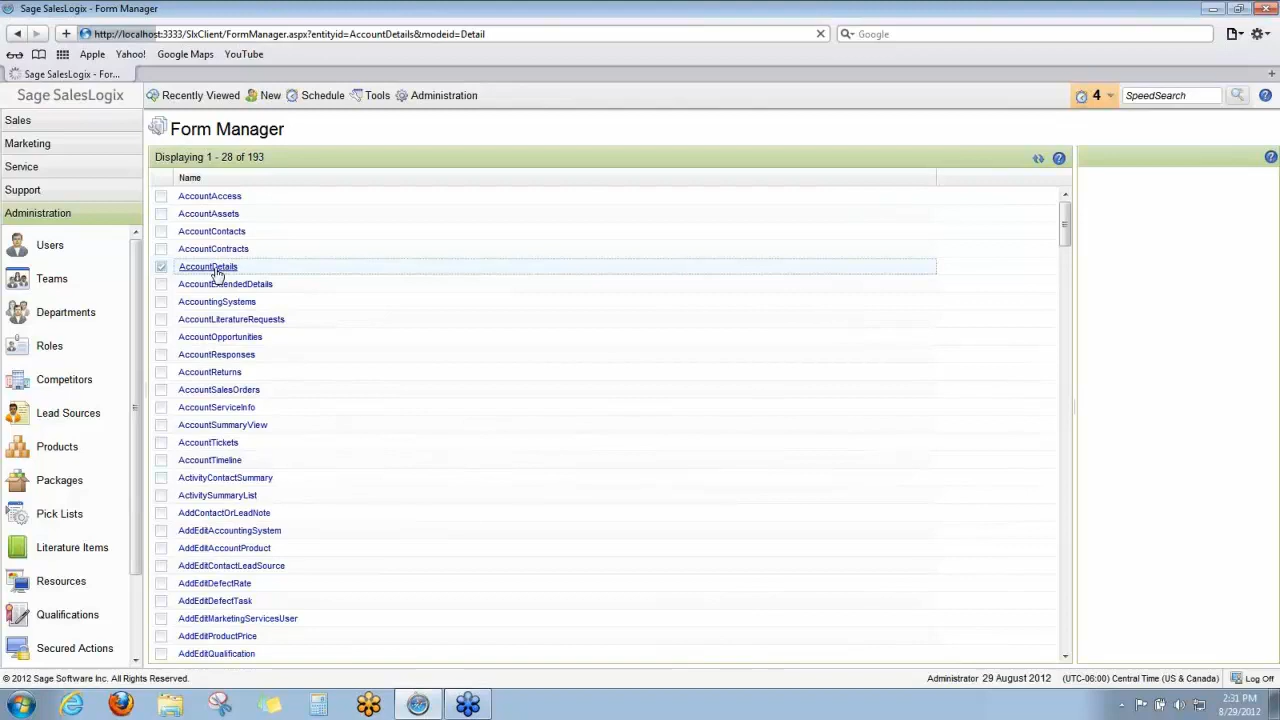 Sage SalesLogix - Form Manager
http://localhost:3333/SlxClient/FormManager.aspx?entityid=AccountDetails&modeid=Detail
Google
Apple Yahoo! Google Maps YouTube
Sage SalesLogix - For...
Sage SalesLogix
Recently Viewed New Schedule Tools Administration
4
SpeedSearch
Sales
Marketing
Service
Support
Administration
Users
Teams
Departments
Roles
Competitors
Lead Sources
Products
Packages
Pick Lists
Literature Items
Resources
Qualifications
Secured Actions
Form Manager
Displaying 1 - 28 of 193
Name
AccountAccess
AccountAssets
AccountContacts
AccountContracts
AccountDetails
AccountExtendedDetails
AccountingSystems
AccountLiteratureRequests
AccountOpportunities
AccountResponses
AccountReturns
AccountSalesOrders
AccountServiceInfo
AccountSummaryView
AccountTickets
AccountTimeline
ActivityContactSummary
ActivitySummaryList
AddContactOrLeadNote
AddEditAccountingSystem
AddEditAccountProduct
AddEditContactLeadSource
AddEditDefectRate
AddEditDefectTask
AddEditMarketingServicesUser
AddEditProductPrice
AddEditQualification
© 2012 Sage Software Inc. All Rights Reserved.
Administrator 29 August 2012 (UTC-06:00) Central Time (US & Canada) Log Off
2:31 PM
8/29/2012